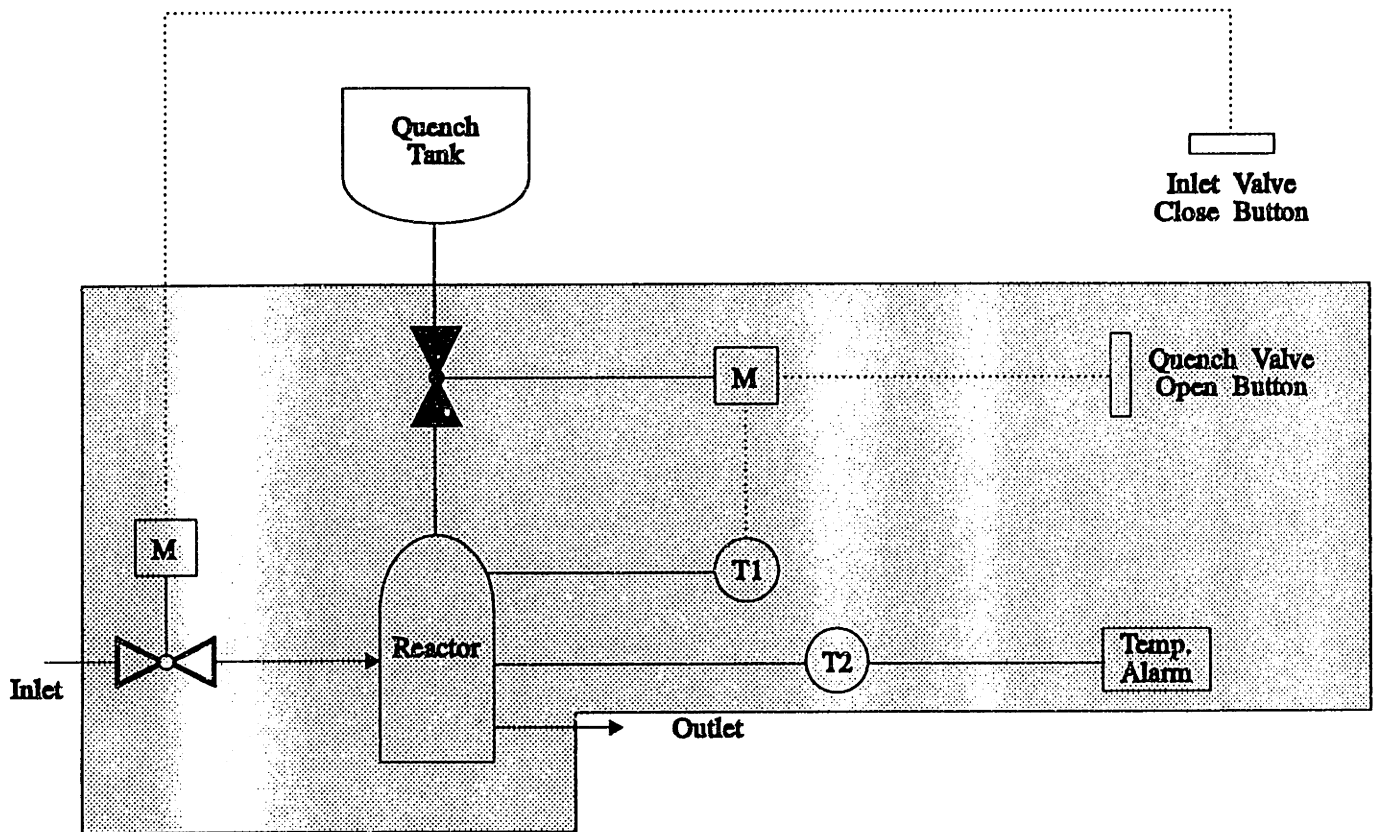 Quench
Tank
Inlet Valve
Close Button
M
Quench Valve
Open Button
M
T1
Reactor
T2
Temp.
Alarm
Inlet
Outlet